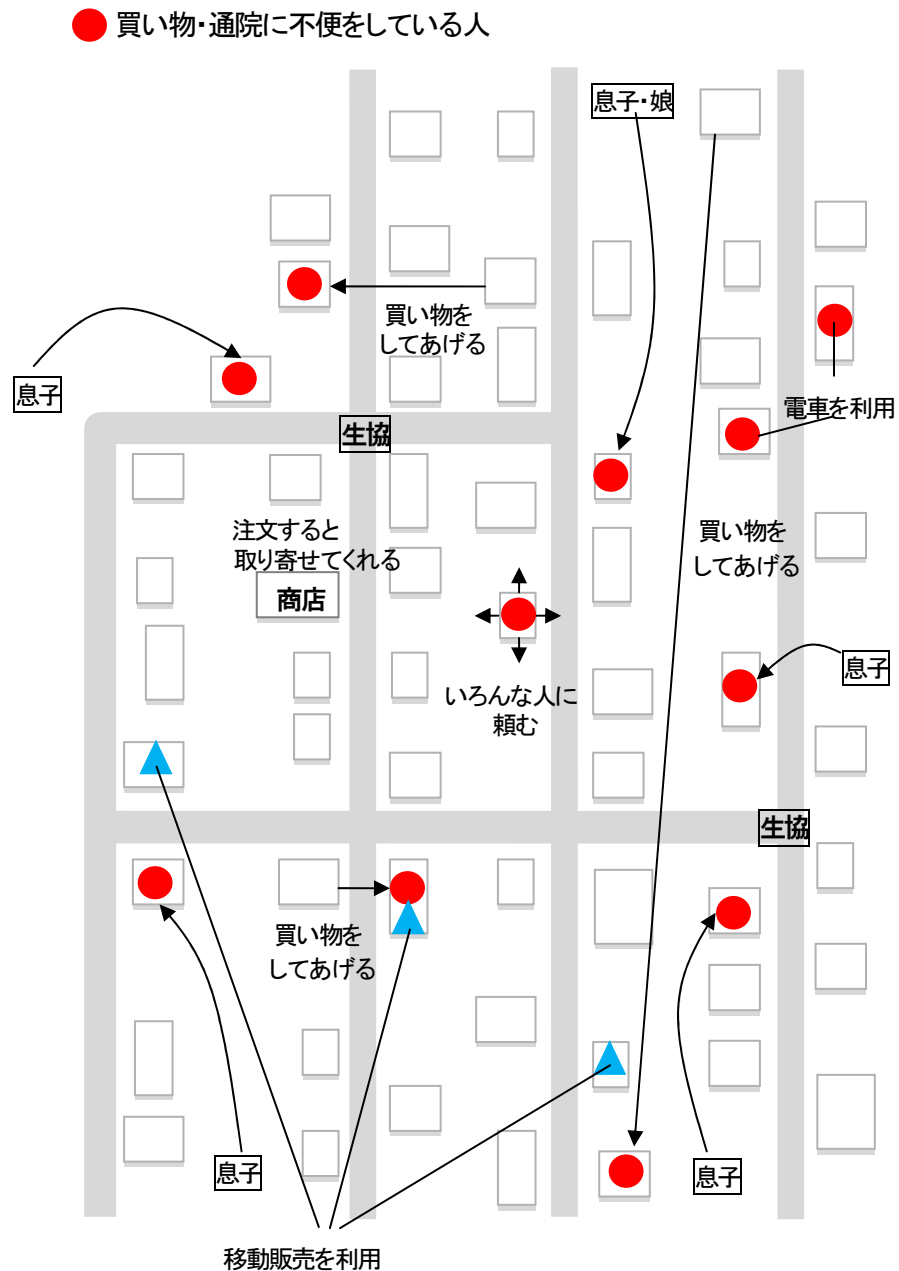 買い物・通院に不便をしている人
息子・娘
買い物を
してあげる
息子
電車を利用
生協
注文すると
取り寄せてくれる
商店
買い物を
してあげる
いろんな人に
頼む
息子
生協
買い物を
してあげる
息子
息子
移動販売を利用